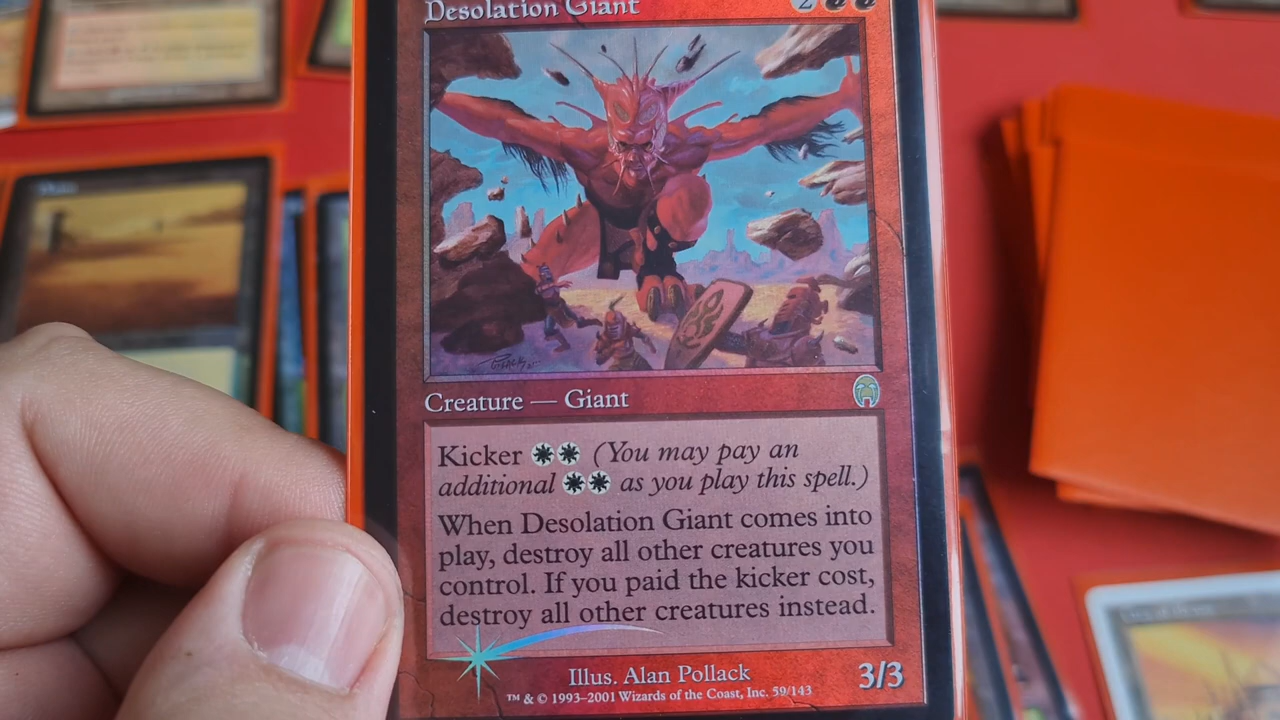 Desolation Giant
2
Creature — Giant
Kicker (You may pay an
additional as you play this spell.)
When Desolation Giant comes into
play, destroy all other creatures you
control. If you paid the kicker cost,
destroy all other creatures instead.
Illus. Alan Pollack
3/3
™ & © 1993–2001 Wizards of the Coast, Inc. 59/143